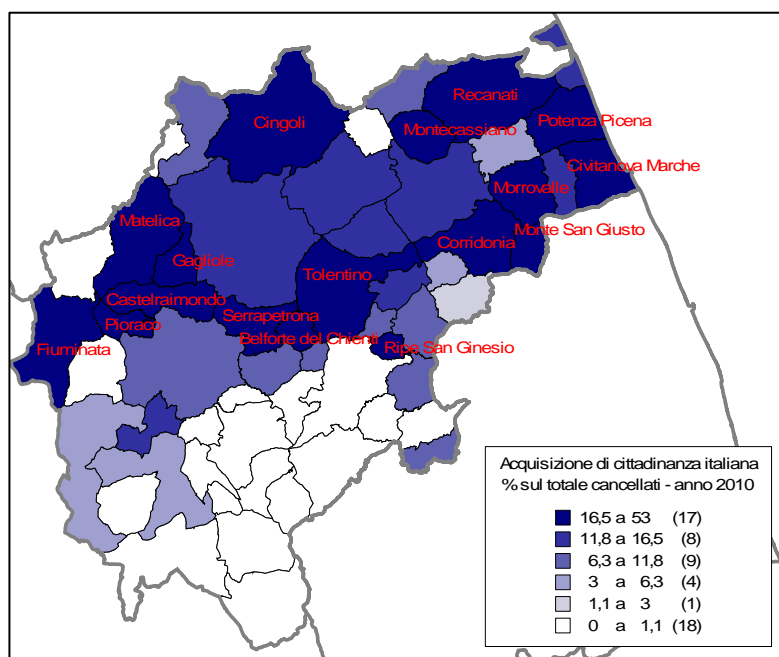 Recanati
Cingoli
Potenza Picena
Montecassiano
Civitanova Marche
Morrovalle
Matelica
Monte San Giusto
Corridonia
Gagliole
Tolentino
Castelraimondo
Serrapetrona
Pioraco
Belforte del Chienti
Fiuminata
Ripe San Ginesio
Acquisizione di cittadinanza italiana
% sul totale cancellati - anno 2010
16,5 a 53 (17)
11,8 a 16,5 (8)
6,3 a 11,8 (9)
3 a 6,3 (4)
1,1 a 3 (1)
0 a 1,1 (18)